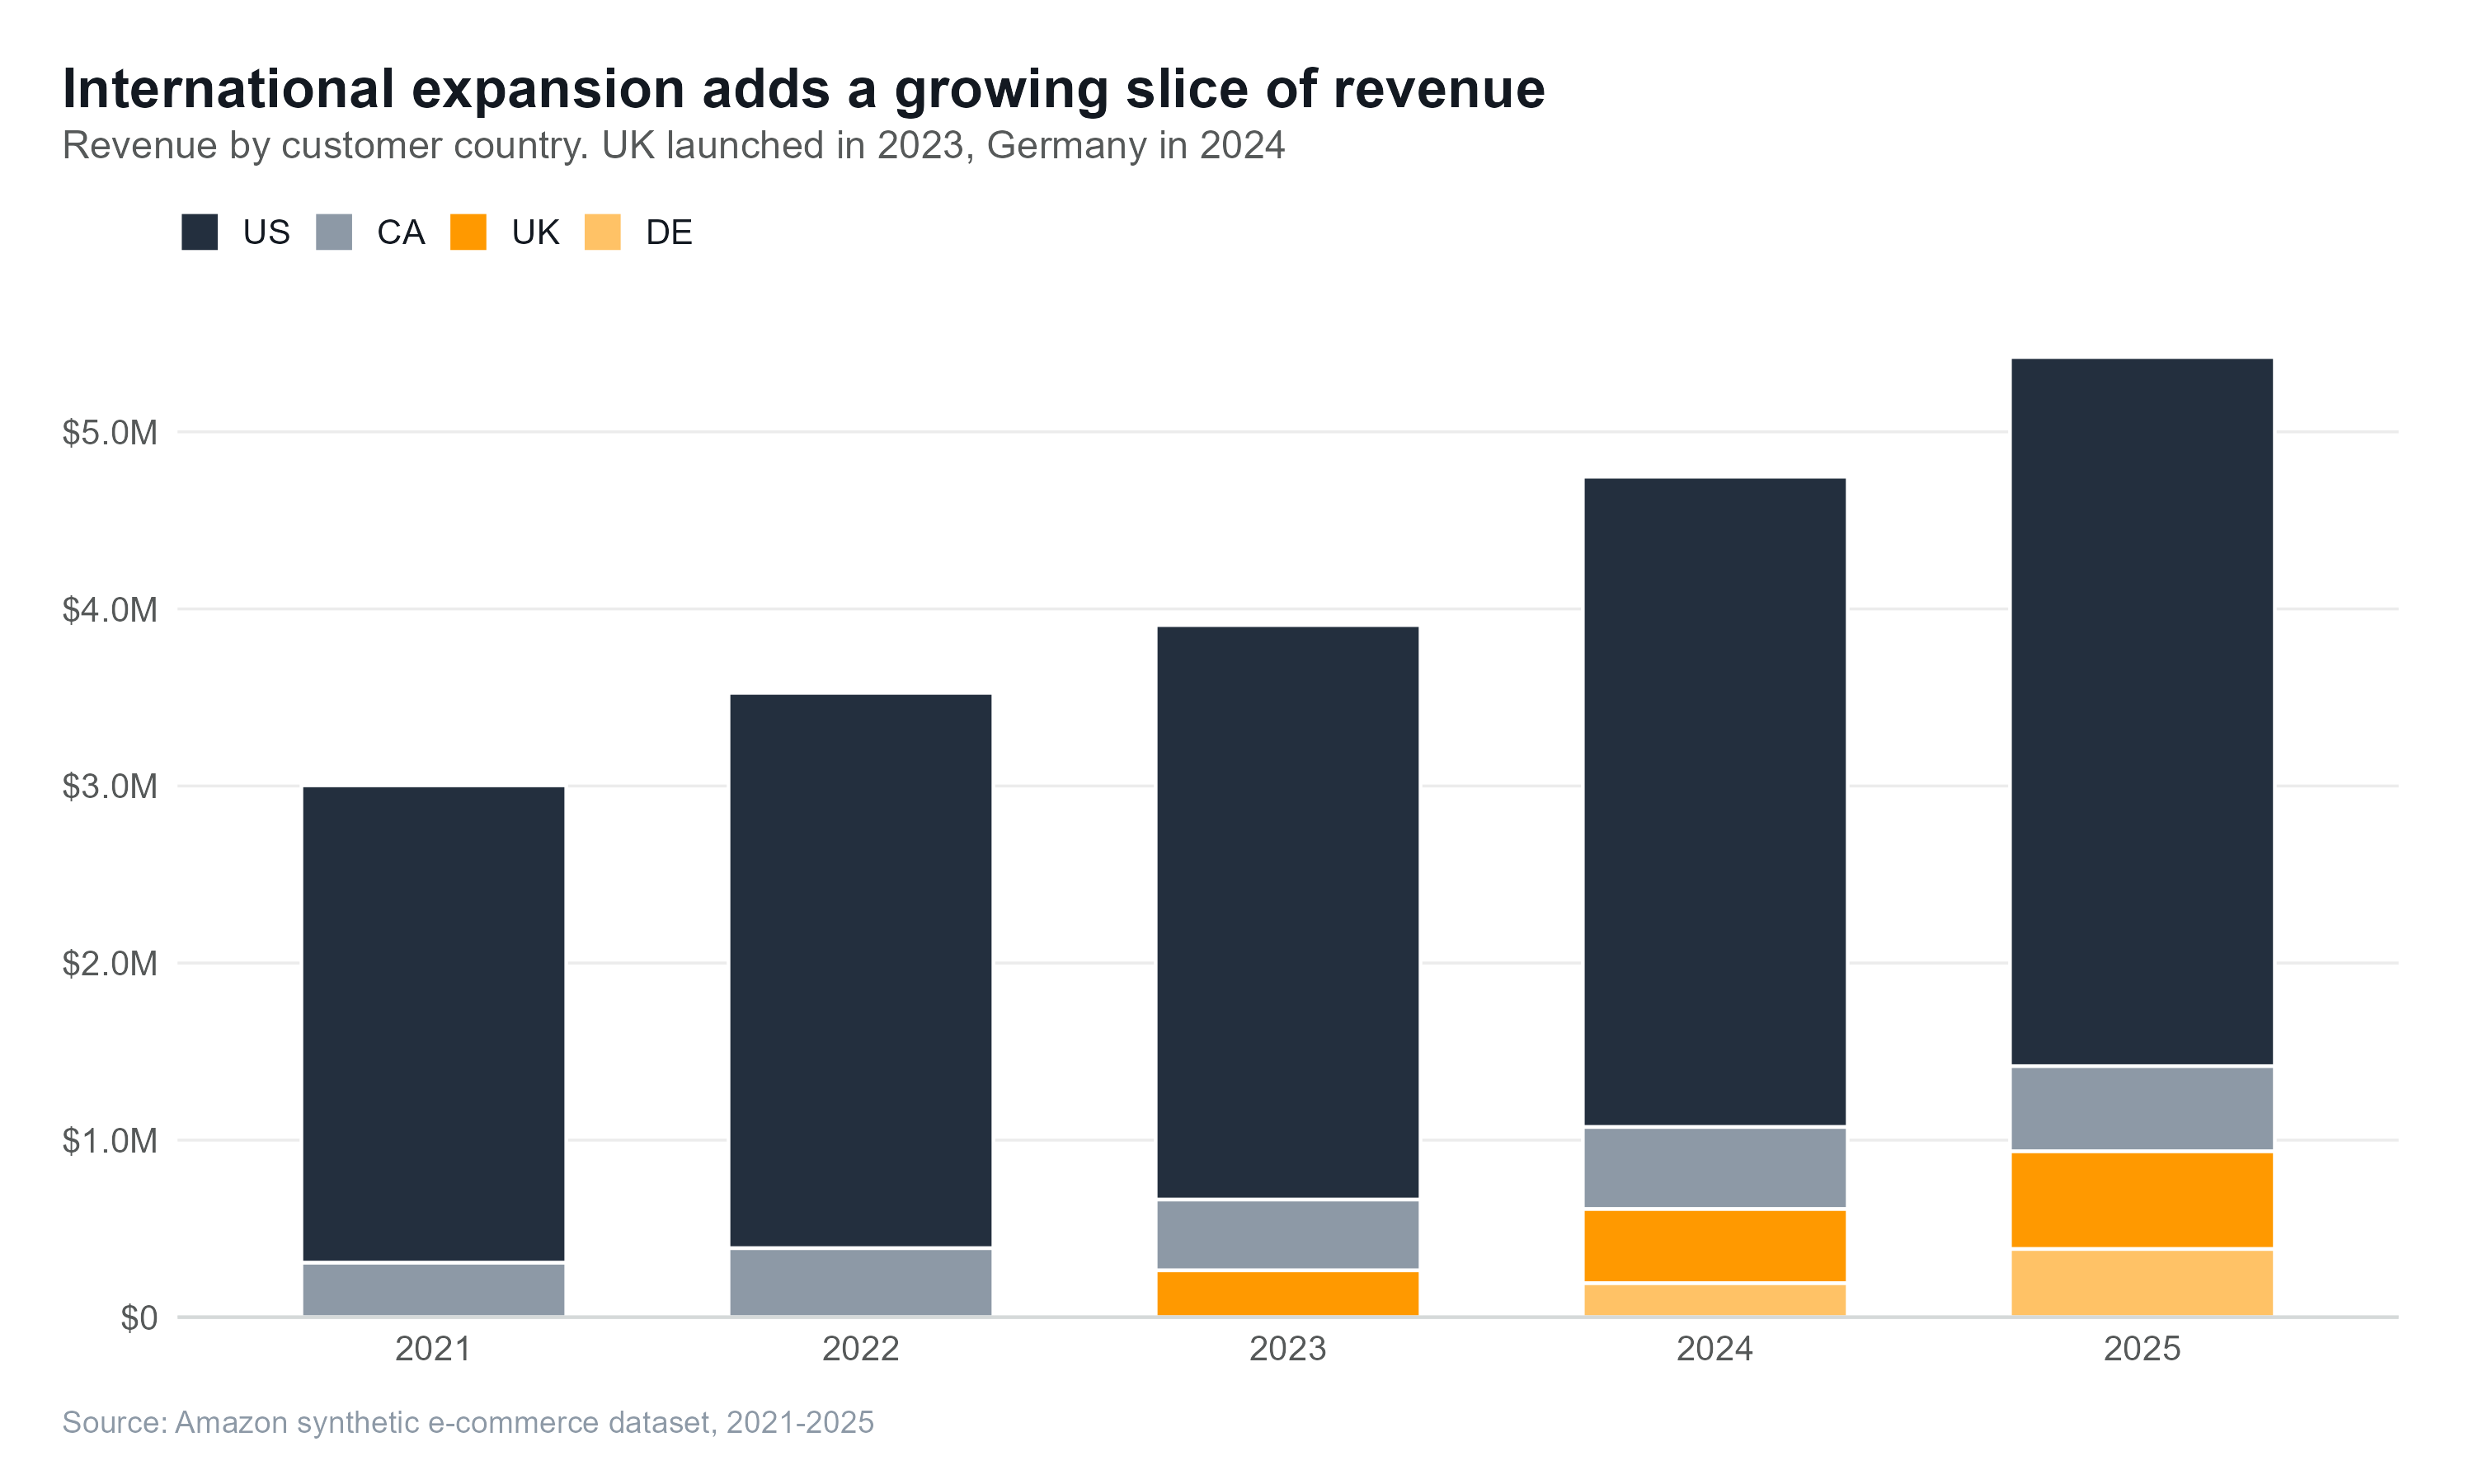 International expansion adds a growing slice of revenue
Revenue by customer country. UK launched in 2023, Germany in 2024
US CA UK DE
$5.0M
$4.0M
$3.0M
$2.0M
$1.0M
$0
2021 2022 2023 2024 2025
Source: Amazon synthetic e-commerce dataset, 2021-2025